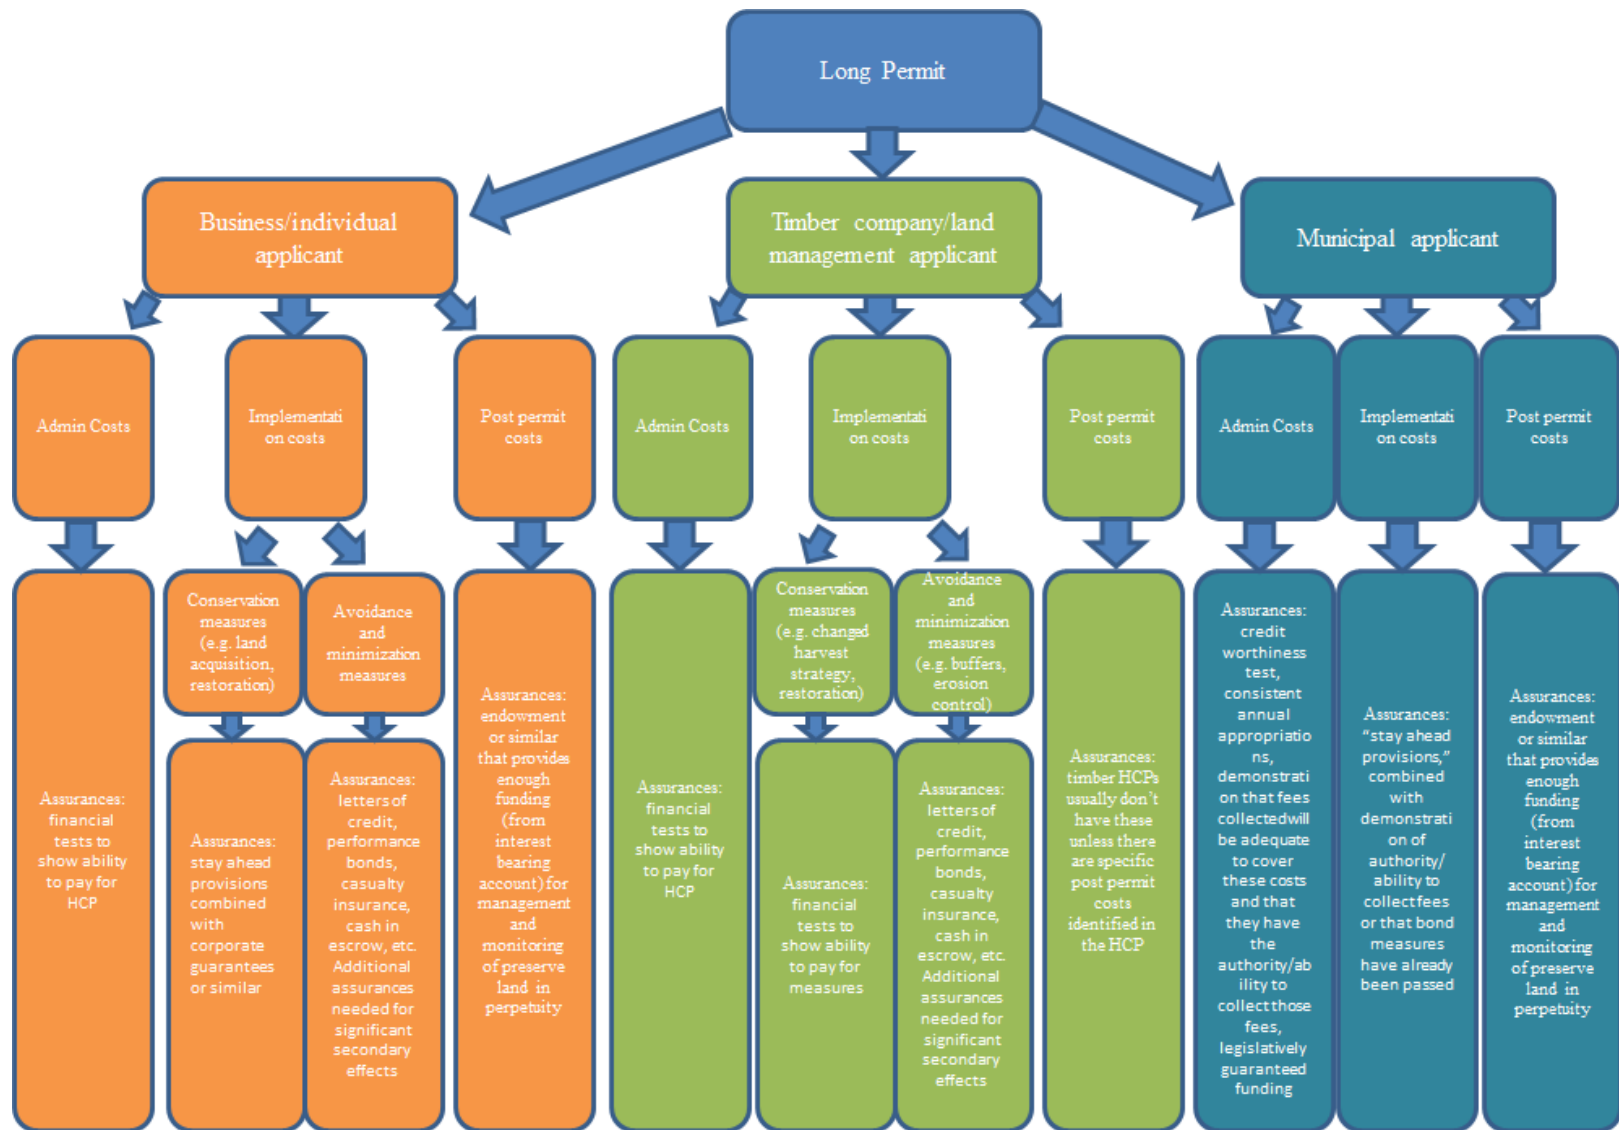 Long Permit
Business/individual
applicant
Timber company/land
management applicant
Municipal applicant
Admin Costs
Implementati
on costs
Post permit
costs
Admin Costs
Implementati
on costs
Post permit
costs
Admin Costs
Implementati
on costs
Post permit
costs
Assurances:
financial
tests to
show ability
to pay for
HCP
Conservation
measures
(e.g. land
acquisition,
restoration)
Assurances:
stay ahead
provisions
combined
with
corporate
guarantees
or similar
Avoidance
and
minimization
measures
Assurances:
letters of
credit,
performance
bonds,
casualty
insurance,
cash in
escrow, etc.
Additional
assurances
needed for
significant
secondary
effects
Assurances:
endowment
or similar
that provides
enough
funding
(from
interest
bearing
account) for
management
and
monitoring
of preserve
land in
perpetuity
Assurances:
financial
tests to
show ability
to pay for
HCP
Conservation
measures
(e.g. changed
harvest
strategy,
restoration)
Assurances:
financial
tests to
show ability
to pay for
measures
Avoidance
and
minimization
measures
(e.g. buffers,
erosion
control)
Assurances:
letters of
credit,
performance
bonds,
casualty
insurance,
cash in
escrow, etc.
Additional
assurances
needed for
significant
secondary
effects
Assurances:
timber HCPs
usually don’t
have these
unless there
are specific
post permit
costs
identified in
the HCP
Assurances:
credit
worthiness
test,
consistent
annual
appropriatio
ns,
demonstrati
on that fees
collectedwill
be adequate
to cover
these costs
and that
they have
the
authority/ab
ility to
collect those
fees,
legislatively
guaranteed
funding
Assurances:
“stay ahead
provisions,”
combined
with
demonstrati
on of
authority/
ability to
collect fees
or that bond
measures
have already
been passed
Assurances:
endowment
or similar
that provides
enough
funding
(from
interest
bearing
account) for
management
and
monitoring
of preserve
land in
perpetuity